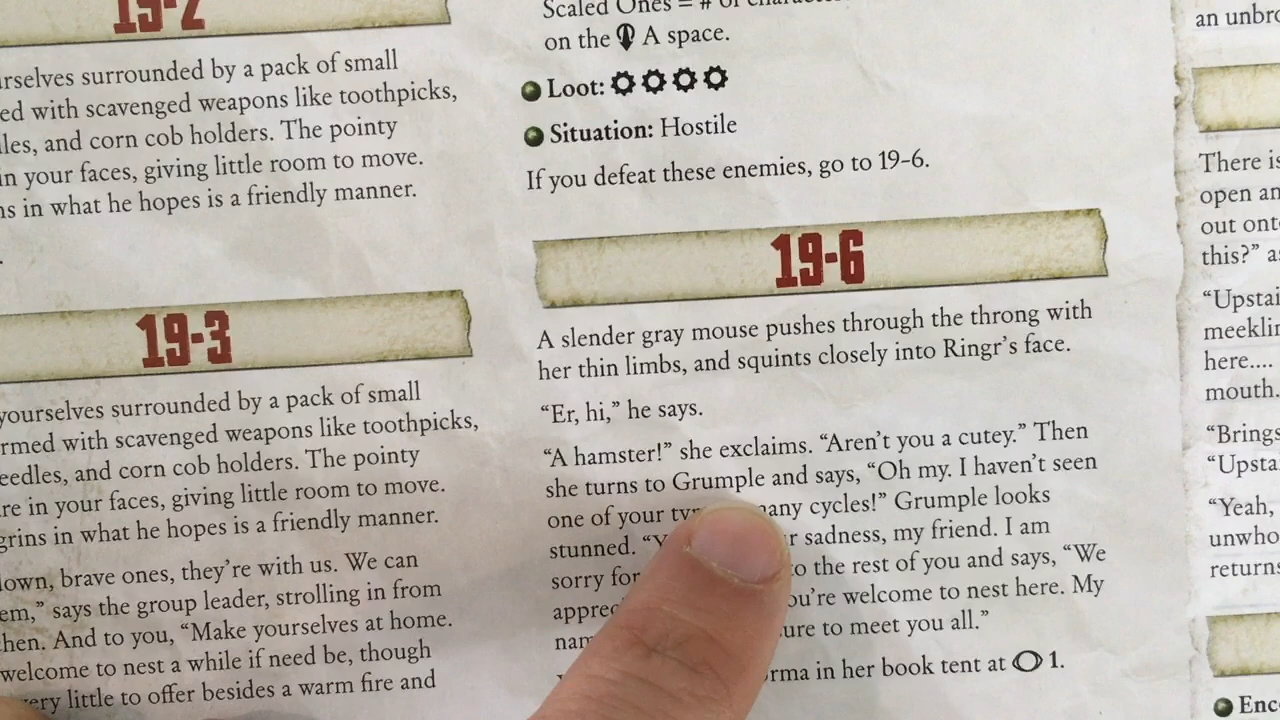 19-2
rselves surrounded by a pack of small
ed with scavenged weapons like toothpicks,
les, and corn cob holders. The pointy
in your faces, giving little room to move.
ns in what he hopes is a friendly manner.
19-3
yourselves surrounded by a pack of small
rmed with scavenged weapons like toothpicks,
eedles, and corn cob holders. The pointy
re in your faces, giving little room to move.
grins in what he hopes is a friendly manner.
down, brave ones, they're with us. We can
em,” says the group leader, strolling in from
hen. And to you, “Make yourselves at home.
welcome to nest a while if need be, though
very little to offer besides a warm fire and
Scaled Ones = # of
on the A space.
Loot:
Situation: Hostile
If you defeat these enemies, go to 19-6.
19-6
A slender gray mouse pushes through the throng with
her thin limbs, and squints closely into Ringr's face.
“Er, hi,” he says.
“A hamster!” she exclaims. “Aren't you a cutey.” Then
she turns to Grumple and says, “Oh my. I haven't seen
one of your many cycles!” Grumple looks
stunned. sadness, my friend. I am
sorry for to the rest of you and says, “We
you're welcome to nest here. My
to meet you all.”
in her book tent at 1.
an
There is
open an
out ont
this?” a
“Upstai
meeklin
here....
mouth.
“Brings
“Upsta
“Yeah,
unwho
returns
Enc